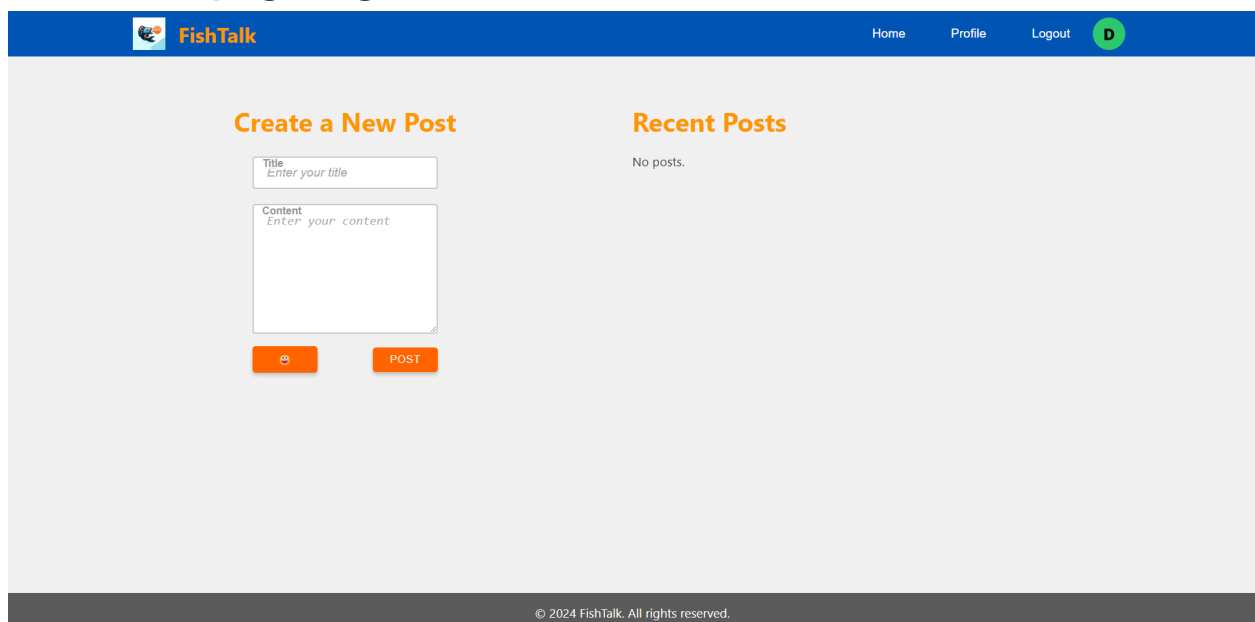 FishTalk
Home
Profile
Logout
D
Create a New Post
Title
Enter your title
Content
Enter your content
POST
Recent Posts
No posts.
© 2024 FishTalk. All rights reserved.